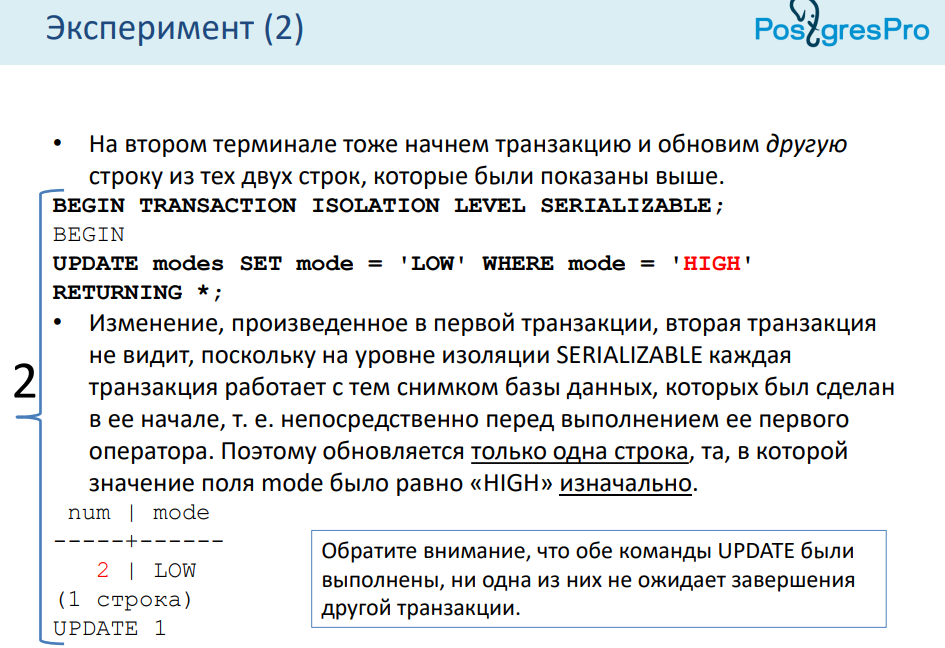 Эксперимент (2)
PostgresPro
• На втором терминале тоже начнем транзакцию и обновим другую
строку из тех двух строк, которые были показаны выше.
BEGIN TRANSACTION ISOLATION LEVEL SERIALIZABLE;
BEGIN
UPDATE modes SET mode = 'LOW' WHERE mode = 'HIGH'
RETURNING *;
• Изменение, произведенное в первой транзакции, вторая транзакция
не видит, поскольку на уровне изоляции SERIALIZABLE каждая
транзакция работает с тем снимком базы данных, которых был сделан
в ее начале, т. е. непосредственно перед выполнением ее первого
оператора. Поэтому обновляется только одна строка, та, в которой
значение поля mode было равно «HIGH» изначально.
2
num | mode
-----+------
2 | LOW
(1 строка)
UPDATE 1
Обратите внимание, что обе команды UPDATE были
выполнены, ни одна из них не ожидает завершения
другой транзакции.